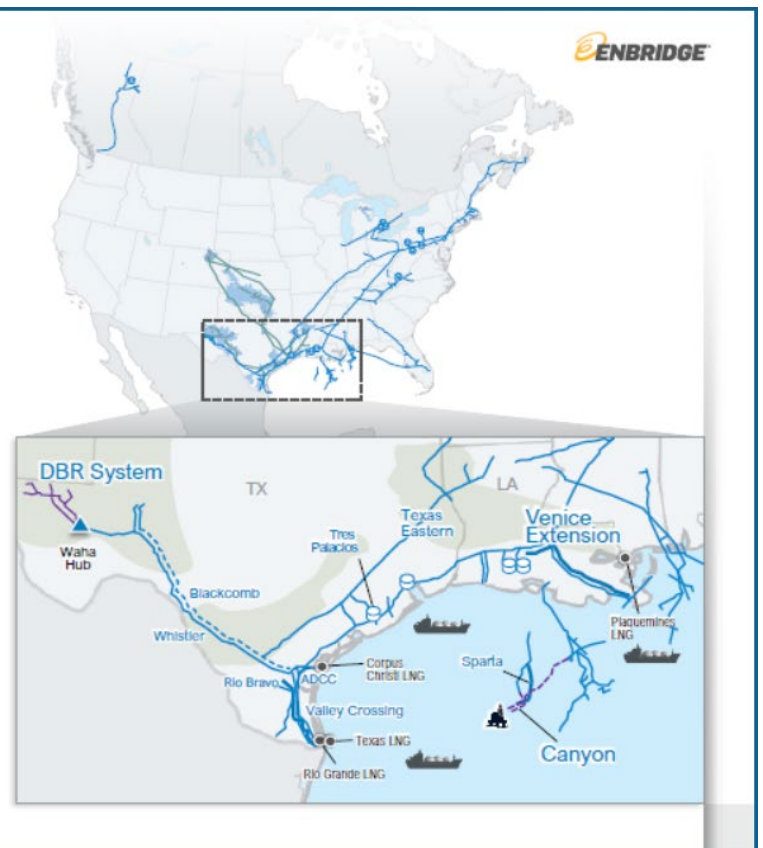 ENBRIDGE
DBR System
TX
LA
Waha
Hub
Texas
Eastern
Venice
Extension
Tres
Palacios
Blackcomb
Whistler
Plaquemines
LNG
Rio Bravo
ADCC
Corpus
Christi LNG
Sparta
Valley Crossing
Texas LNG
Canyon
Rio Grande LNG